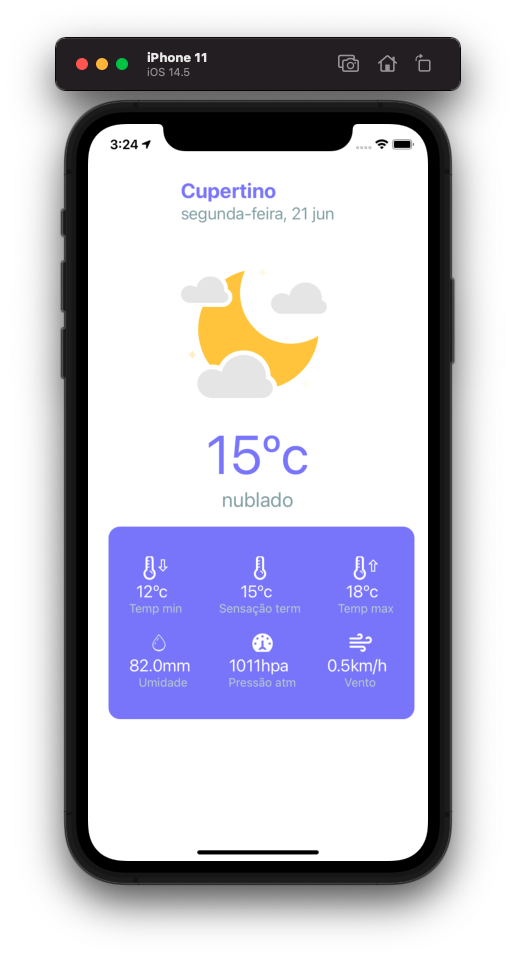 iPhone 11
iOS 14.5
3:24
Cupertino
segunda-feira, 21 jun
15ºc
nublado
12ºc 15ºc 18ºc
Temp min Sensação term Temp max
82.0mm 1011hpa 0.5km/h
Umidade Pressão atm Vento